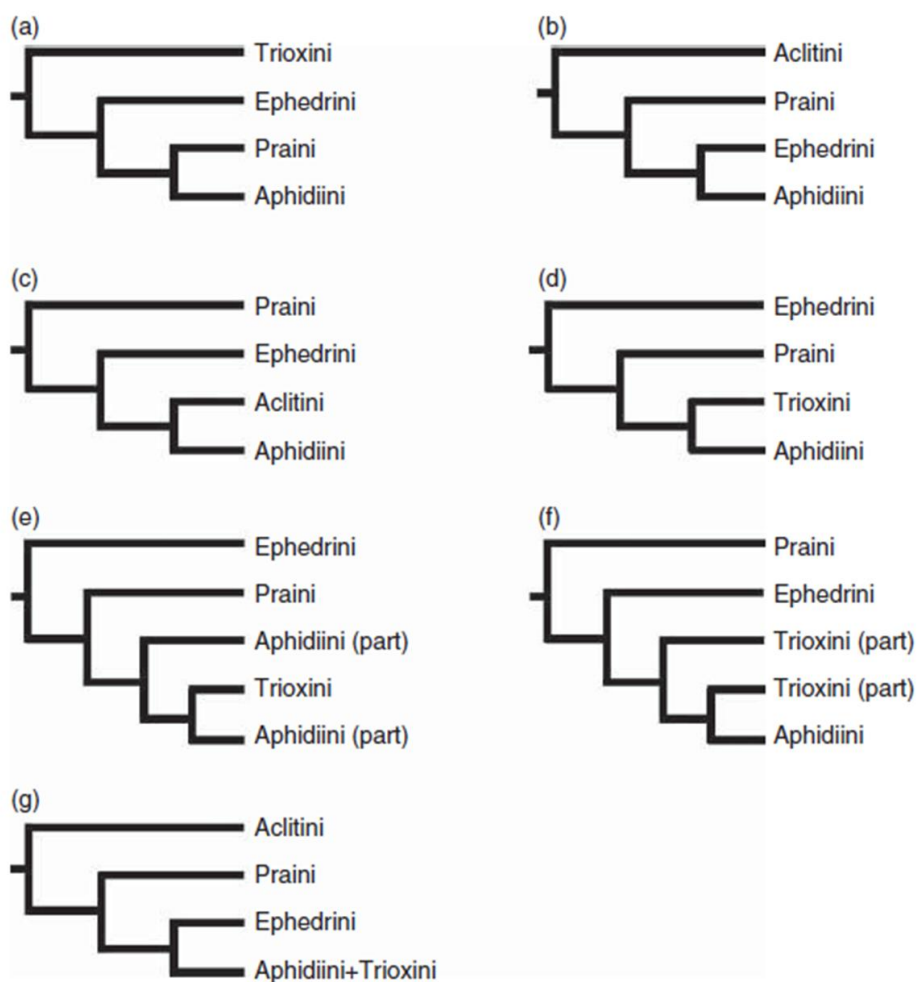 (a)
Trioxini
Ephedrini
Praini
Aphidiini
(b)
Aclitini
Praini
Ephedrini
Aphidiini
(c)
Praini
Ephedrini
Aclitini
Aphidiini
(d)
Ephedrini
Praini
Trioxini
Aphidiini
(e)
Ephedrini
Praini
Aphidiini (part)
Trioxini
Aphidiini (part)
(f)
Praini
Ephedrini
Trioxini (part)
Trioxini (part)
Aphidiini
(g)
Aclitini
Praini
Ephedrini
Aphidiini+Trioxini